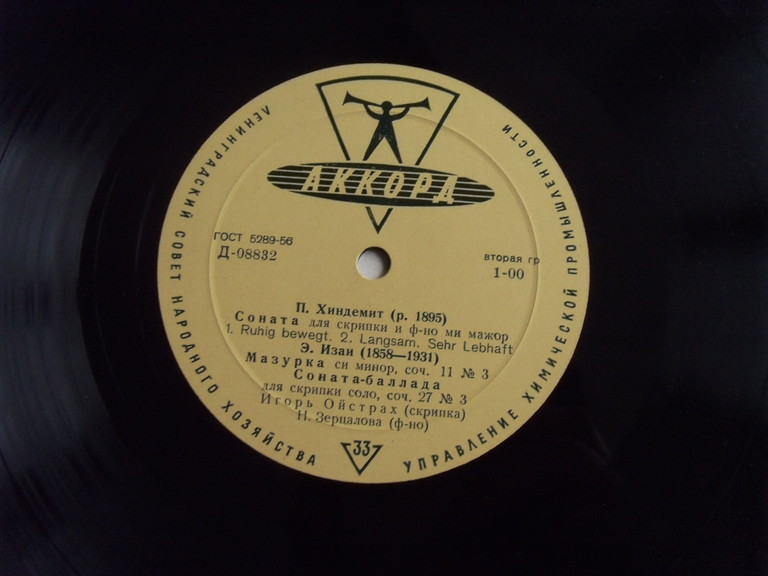 ЛЕНИНГРАДСКИЙ СОВЕТ НАРОДНОГО ХОЗЯЙСТВА
УПРАВЛЕНИЕ ХИМИЧЕСКОЙ ПРОМЫШЛЕННОСТИ
АККОРД
ГОСТ 5289-56
Д-08832
вторая гр
1-00
П. Хиндемит (р. 1895)
Соната для скрипки и ф-но ми мажор
1. Ruhig bewegt. 2. Langsam. Sehr Lebhaft
Э. Изаи (1858—1931)
Мазурка си минор, соч. 11 № 3
Соната-баллада
для скрипки соло, соч. 27 № 3
Игорь Ойстрах (скрипка)
Н. Зерцалова (ф-но)
33